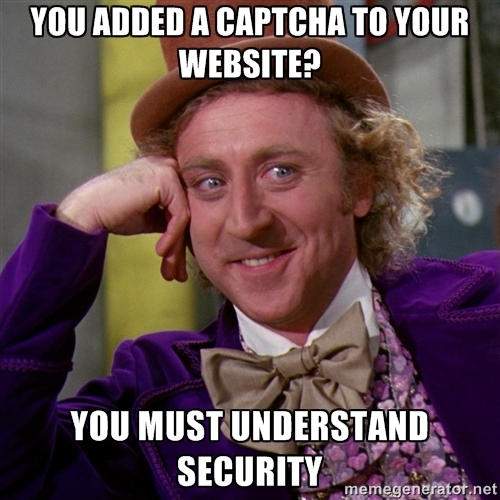 YOU ADDED A CAPTCHA TO YOUR
WEBSITE?
YOU MUST UNDERSTAND
SECURITY
memegenerator.net